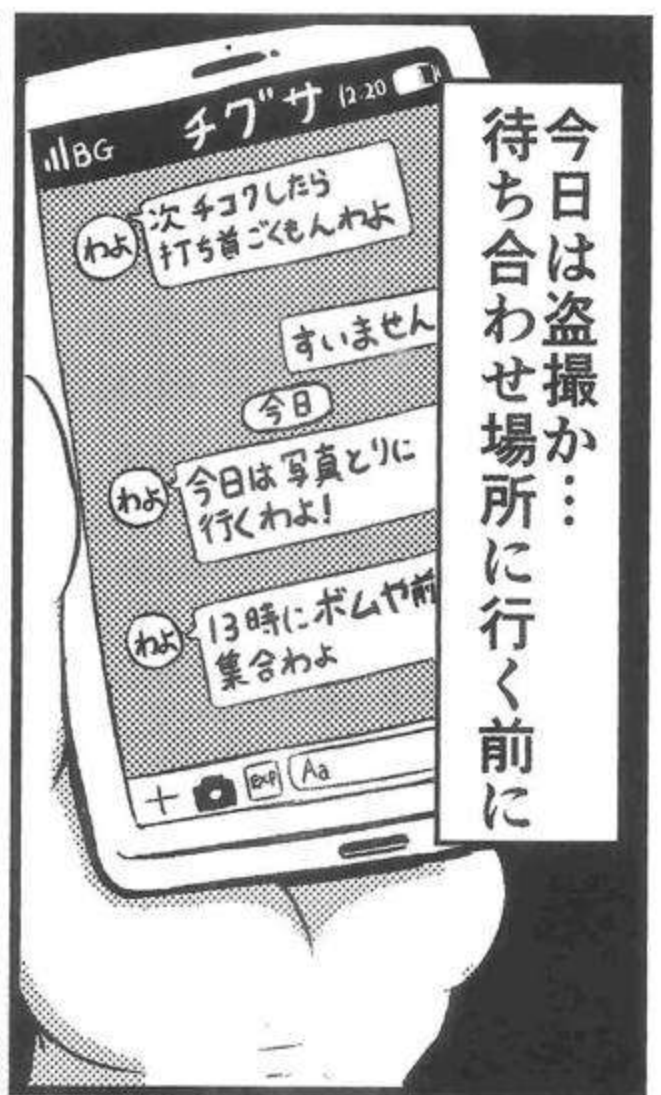 今日は盗撮か…
待ち合わせ場所に行く前に
BG
チグサ
12:20
わよ
次チコクしたら
打ち首ごくもんわよ
すいません
今日
わよ
今日は写真とりに
行くわよ!
わよ
13時にボムや前
集合わよ
+
EXP
Aa